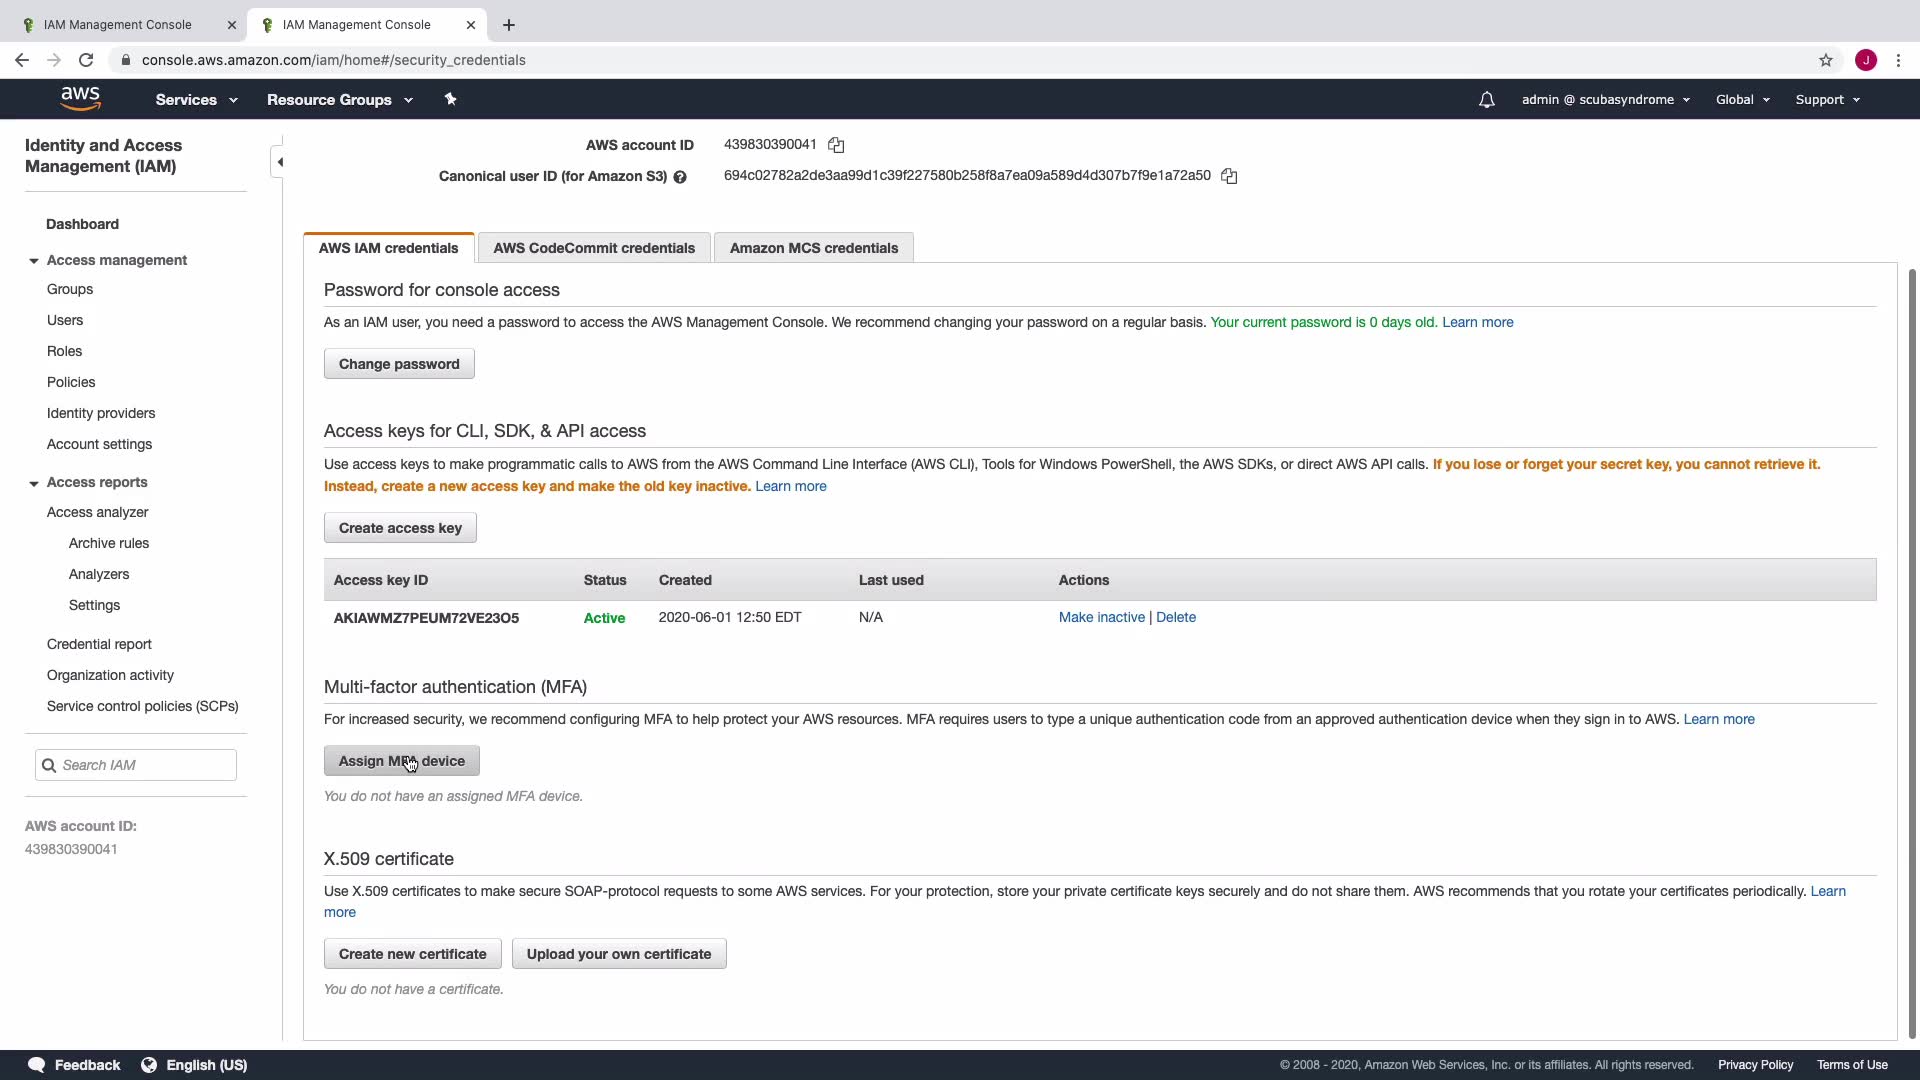 IAM Management Console
IAM Management Console
console.aws.amazon.com/iam/home#/security_credentials
J
aws
Services
Resource Groups
admin @ scubasyndrome
Global
Support
Identity and Access
Management (IAM)
Dashboard
Access management
Groups
Users
Roles
Policies
Identity providers
Account settings
Access reports
Access analyzer
Archive rules
Analyzers
Settings
Credential report
Organization activity
Service control policies (SCPs)
Search IAM
AWS account ID:
439830390041
AWS account ID 439830390041
Canonical user ID (for Amazon S3) 694c02782a2de3aa99d1c39f227580b258f8a7ea09a589d4d307b7f9e1a72a50
AWS IAM credentials
AWS CodeCommit credentials
Amazon MCS credentials
Password for console access
As an IAM user, you need a password to access the AWS Management Console. We recommend changing your password on a regular basis. Your current password is 0 days old. Learn more
Change password
Access keys for CLI, SDK, & API access
Use access keys to make programmatic calls to AWS from the AWS Command Line Interface (AWS CLI), Tools for Windows PowerShell, the AWS SDKs, or direct AWS API calls. If you lose or forget your secret key, you cannot retrieve it.
Instead, create a new access key and make the old key inactive. Learn more
Create access key
Access key ID Status Created Last used Actions
AKIAWMZ7PEUM72VE23O5 Active 2020-06-01 12:50 EDT N/A Make inactive | Delete
Multi-factor authentication (MFA)
For increased security, we recommend configuring MFA to help protect your AWS resources. MFA requires users to type a unique authentication code from an approved authentication device when they sign in to AWS. Learn more
Assign MFA device
You do not have an assigned MFA device.
X.509 certificate
Use X.509 certificates to make secure SOAP-protocol requests to some AWS services. For your protection, store your private certificate keys securely and do not share them. AWS recommends that you rotate your certificates periodically. Learn
more
Create new certificate
Upload your own certificate
You do not have a certificate.
Feedback
English (US)
© 2008 - 2020, Amazon Web Services, Inc. or its affiliates. All rights reserved.
Privacy Policy
Terms of Use